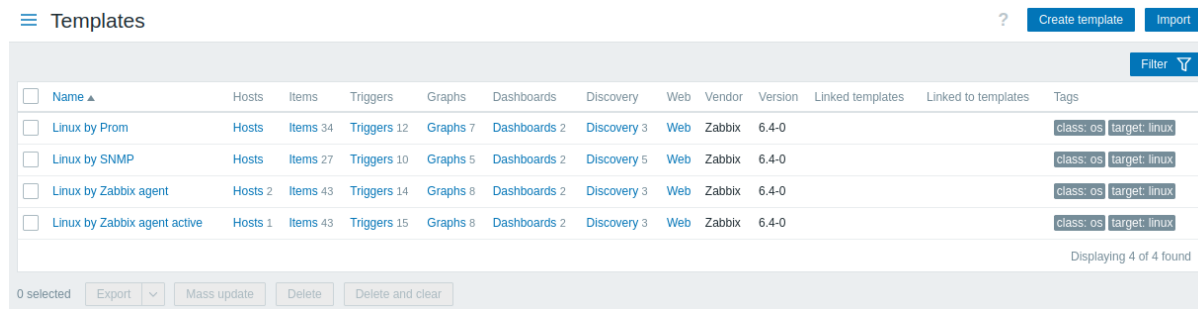 Templates ? Create template Import
Filter
Name Hosts Items Triggers Graphs Dashboards Discovery Web Vendor Version Linked templates Linked to templates Tags
Linux by Prom Hosts Items 34 Triggers 12 Graphs 7 Dashboards 2 Discovery 3 Web Zabbix 6.4-0 class: os target: linux
Linux by SNMP Hosts Items 27 Triggers 10 Graphs 5 Dashboards 2 Discovery 5 Web Zabbix 6.4-0 class: os target: linux
Linux by Zabbix agent Hosts 2 Items 43 Triggers 14 Graphs 8 Dashboards 2 Discovery 3 Web Zabbix 6.4-0 class: os target: linux
Linux by Zabbix agent active Hosts 1 Items 43 Triggers 15 Graphs 8 Dashboards 2 Discovery 3 Web Zabbix 6.4-0 class: os target: linux
Displaying 4 of 4 found
0 selected Export Mass update Delete Delete and clear